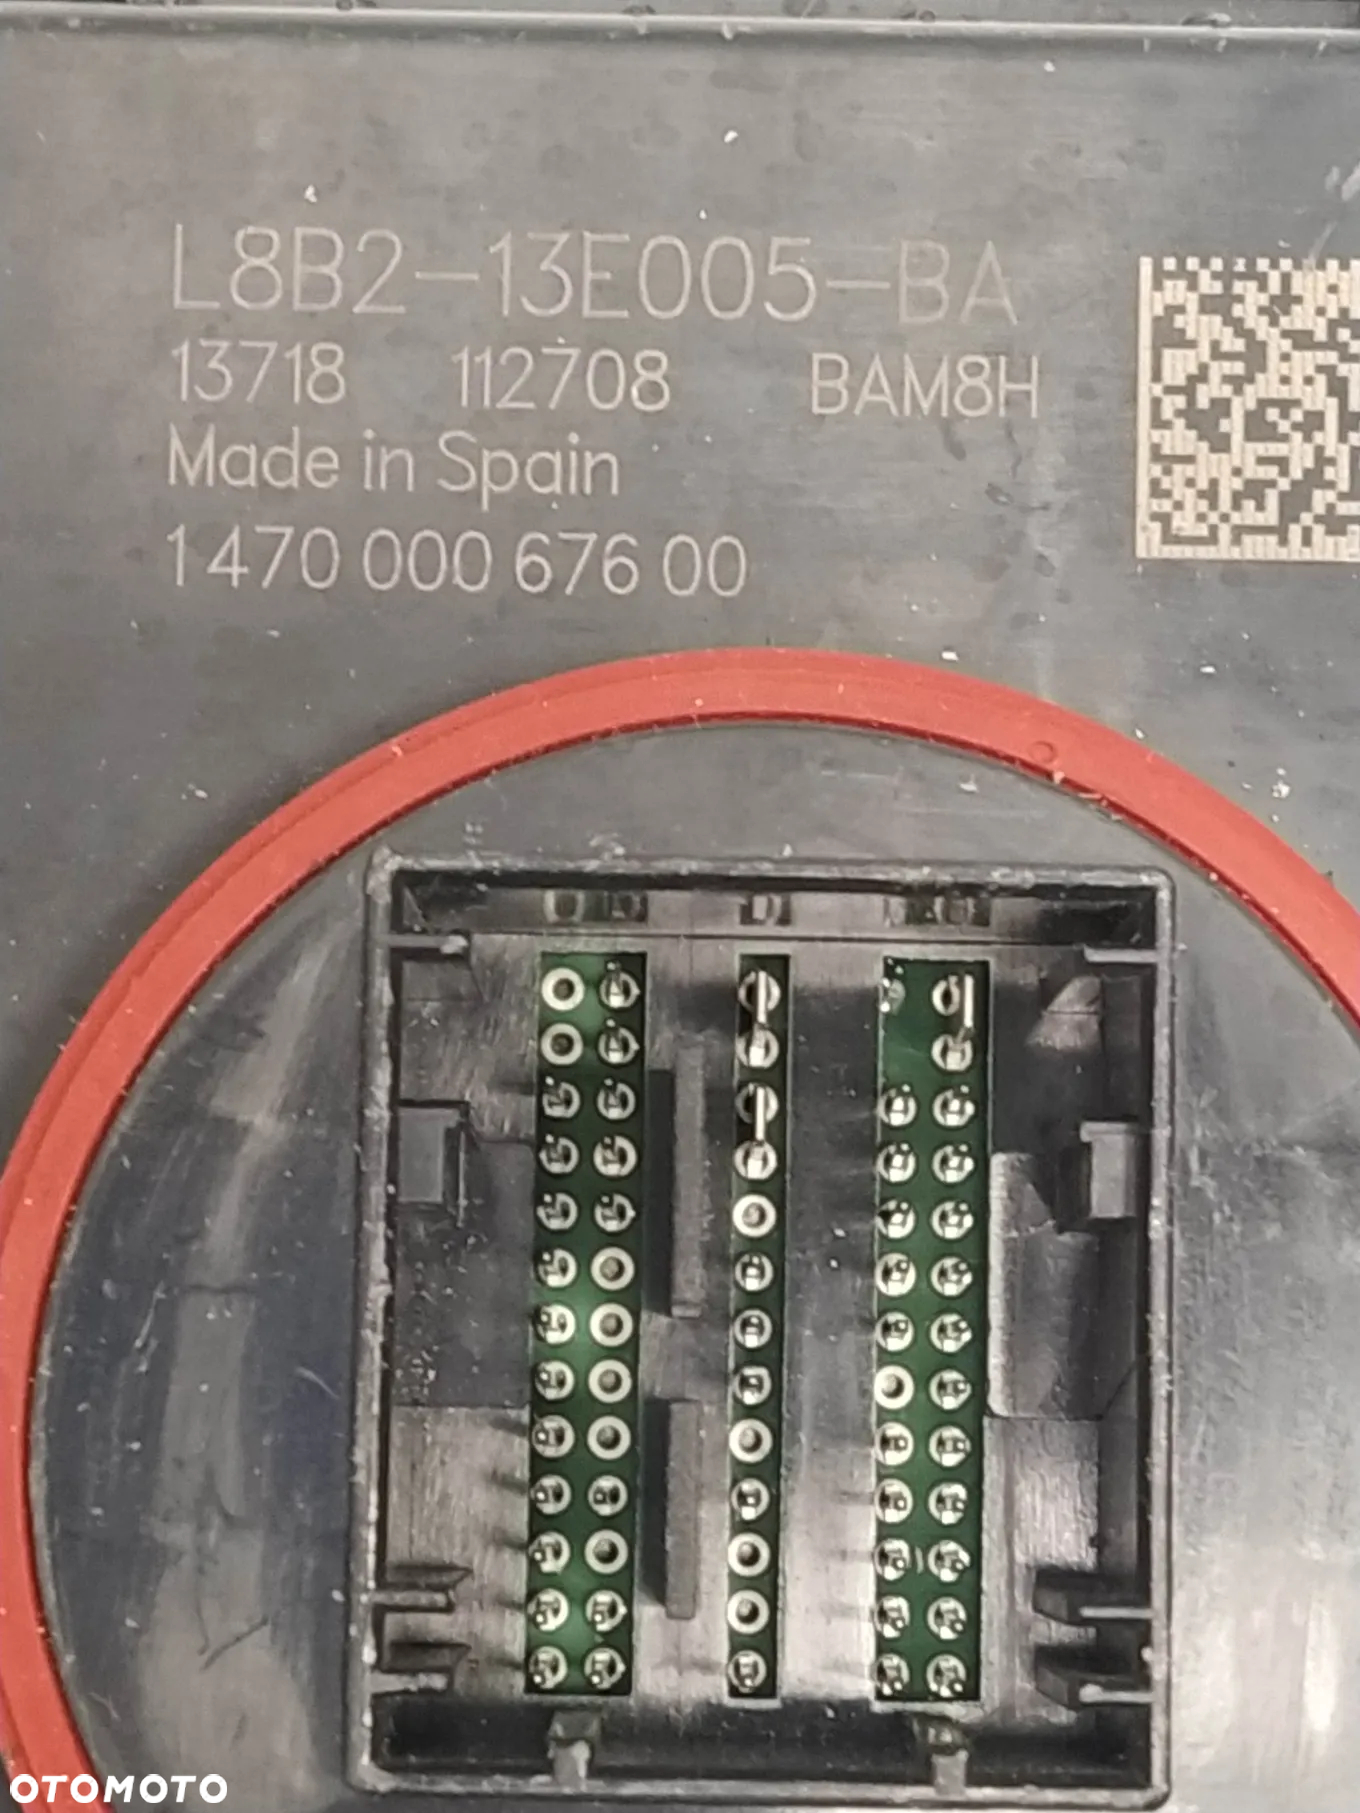 L8B2-13E005-BA
13718 112708 BAM8H
Made in Spain
1 470 000 676 00
OTOMOTO